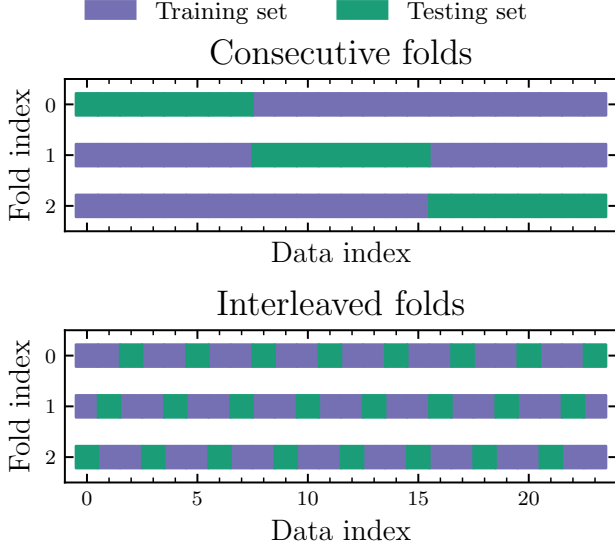 Training set Testing set
Consecutive folds
Fold index
0
1
2
Data index
Interleaved folds
Fold index
0
1
2
0 5 10 15 20
Data index